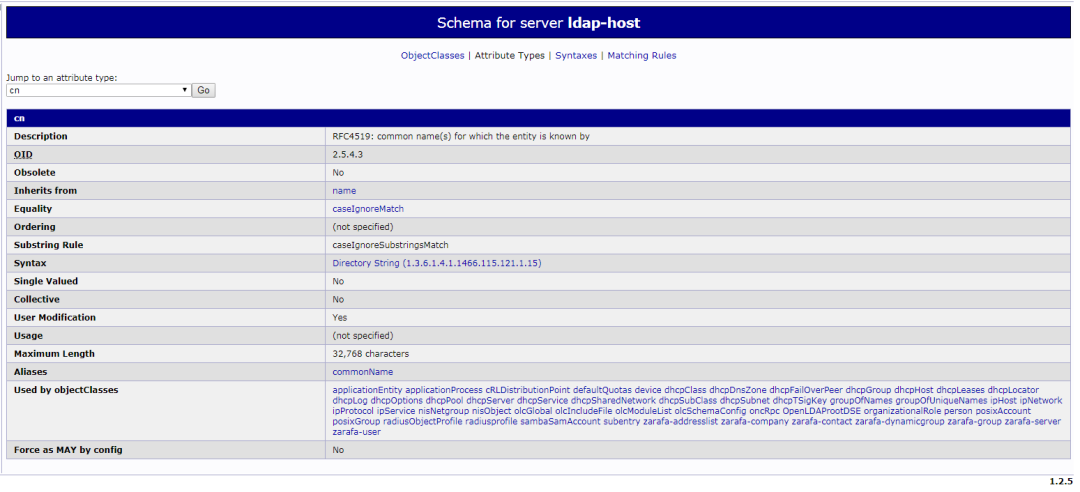 Schema for server ldap-host
ObjectClasses | Attribute Types | Syntaxes | Matching Rules
Jump to an attribute type:
cn Go
cn
Description RFC4519: common name(s) for which the entity is known by
OID 2.5.4.3
Obsolete No
Inherits from name
Equality caseIgnoreMatch
Ordering (not specified)
Substring Rule caseIgnoreSubstringsMatch
Syntax Directory String (1.3.6.1.4.1.1466.115.121.1.15)
Single Valued No
Collective No
User Modification Yes
Usage (not specified)
Maximum Length 32,768 characters
Aliases commonName
Used by objectClasses applicationEntity applicationProcess cRLDistributionPoint defaultQuotas device dhcpClass dhcpDnsZone dhcpFailOverPeer dhcpGroup dhcpHost dhcpLeases dhcpLocator
dhcpLog dhcpOptions dhcpPool dhcpServer dhcpService dhcpSharedNetwork dhcpSubClass dhcpSubnet dhcpTSigKey groupOfNames groupOfUniqueNames ipHost ipNetwork
ipProtocol ipService nisNetgroup nisObject olcGlobal olcIncludeFile olcModuleList olcSchemaConfig oncRpc OpenLDAProotDSE organizationalRole person posixAccount
posixGroup radiusObjectProfile radiusprofile sambaSamAccount subentry zarafa-addresslist zarafa-company zarafa-contact zarafa-dynamicgroup zarafa-group zarafa-server
zarafa-user
Force as MAY by config No
1.2.5